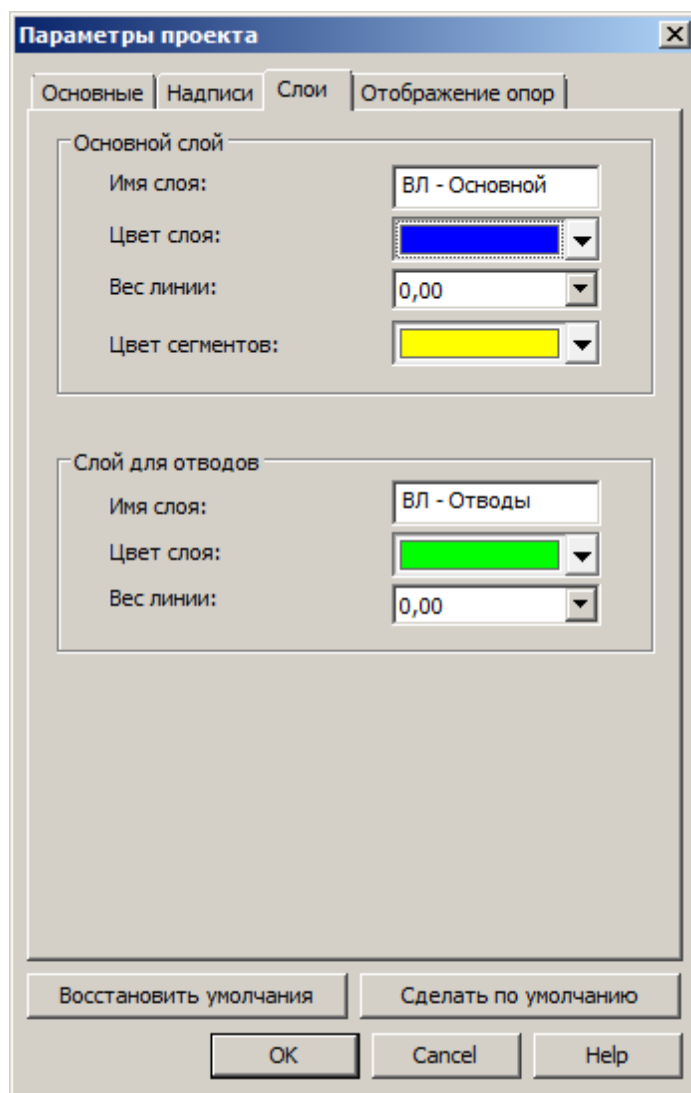 Параметры проекта
Основные Надписи Слои Отображение опор
Основной слой
Имя слоя: ВЛ - Основной
Цвет слоя:
Вес линии: 0,00
Цвет сегментов:
Слой для отводов
Имя слоя: ВЛ - Отводы
Цвет слоя:
Вес линии: 0,00
Восстановить умолчания Сделать по умолчанию
OK Cancel Help